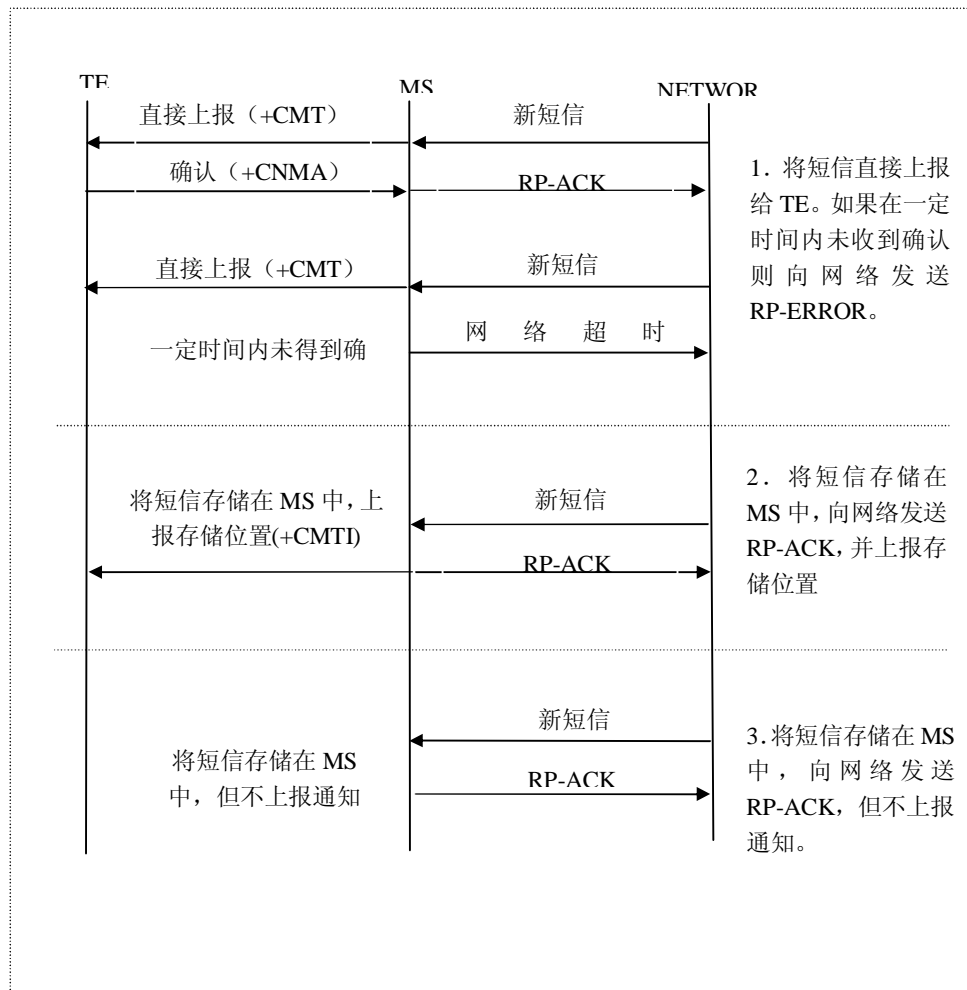 TE MS NETWOR
直接上报（+CMT） 新短信
确认（+CNMA） RP-ACK
直接上报（+CMT） 新短信
一定时间内未得到确 网 络 超 时
1. 将短信直接上报
给 TE。如果在一定
时间内未收到确认
则向网络发送
RP-ERROR。
将短信存储在 MS 中，上
报存储位置(+CMTI)
新短信
RP-ACK
2. 将短信存储在
MS 中，向网络发送
RP-ACK，并上报存
储位置
新短信
将短信存储在 MS
中，但不上报通知
RP-ACK
3.将短信存储在 MS
中，向网络发送
RP-ACK，但不上报
通知。